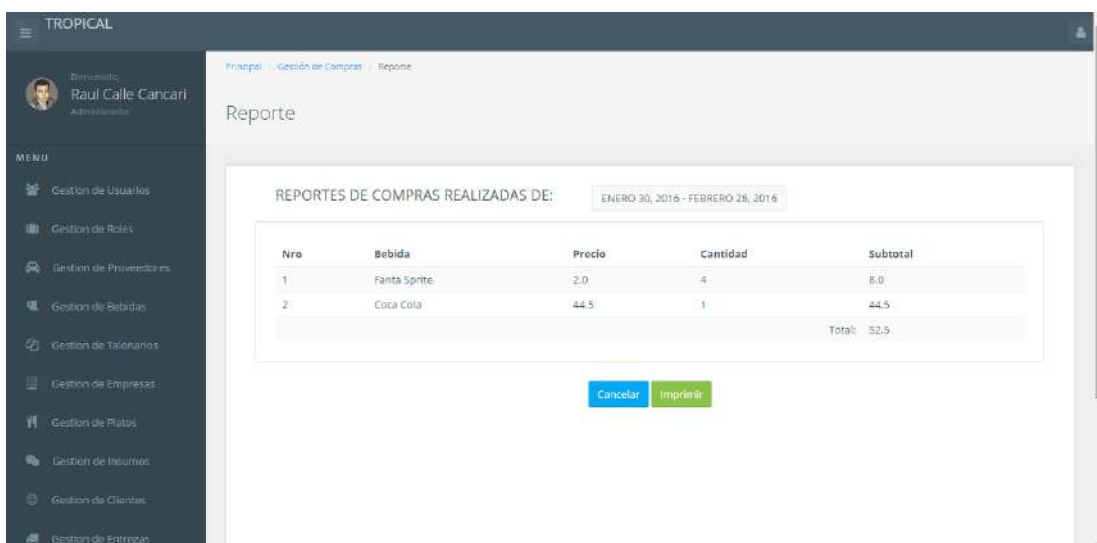 TROPICAL
Bienvenido,
Raul Calle Cancari
Administrador
MENU
Gestion de Usuarios
Gestion de Roles
Gestion de Proveedores
Gestion de Bebidas
Gestion de Talonarios
Gestion de Empresas
Gestion de Platos
Gestion de Insumos
Gestion de Clientes
Gestion de Entregas
Principal / Gestión de Compras / Reporte
Reporte
REPORTES DE COMPRAS REALIZADAS DE: ENERO 30, 2016 - FEBRERO 28, 2016
Nro Bebida Precio Cantidad Subtotal
1 Fanta Sprite 2.0 4 8.0
2 Coca Cola 44.5 1 44.5
Total: 52.5
Cancelar Imprimir